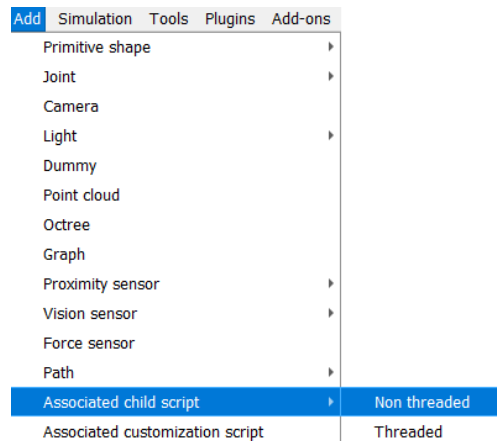 Add Simulation Tools Plugins Add-ons
Primitive shape
Joint
Camera
Light
Dummy
Point cloud
Octree
Graph
Proximity sensor
Vision sensor
Force sensor
Path
Associated child script Non threaded
Associated customization script Threaded